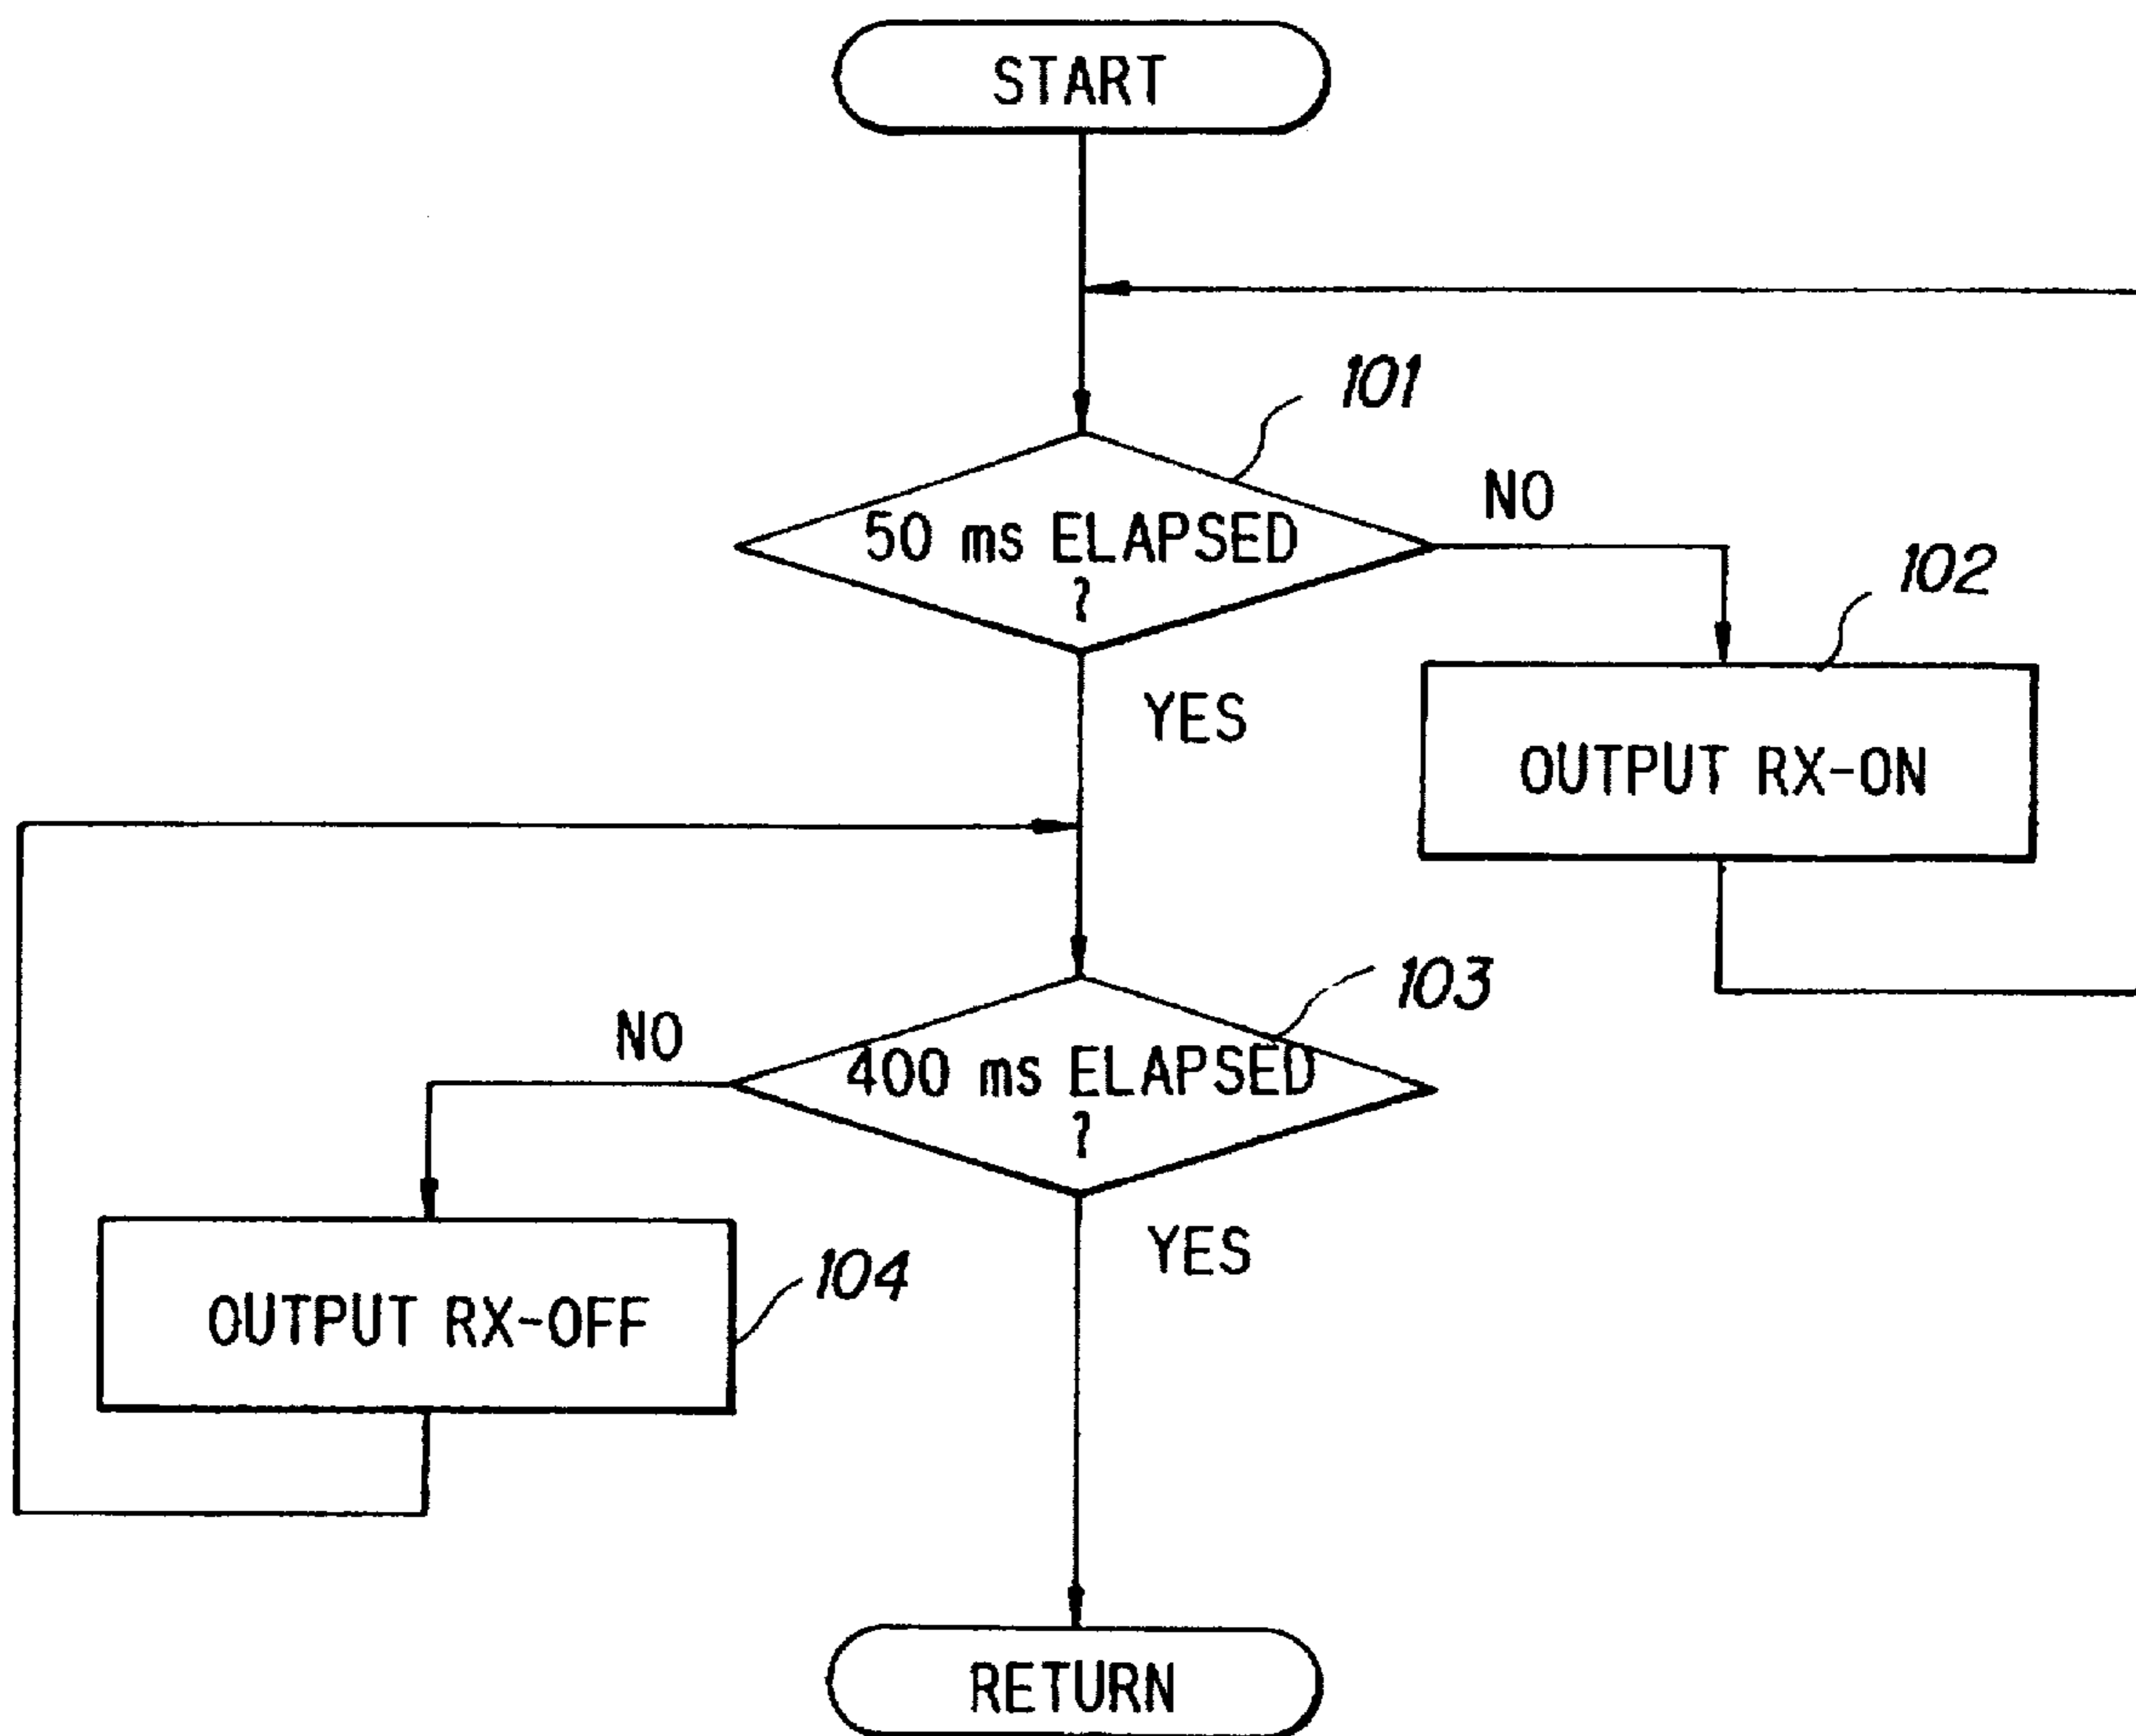 START
101
50 ms ELAPSED
?
NO
102
YES
OUTPUT RX-ON
103
NO
400 ms ELAPSED
?
YES
104
OUTPUT RX-OFF
RETURN